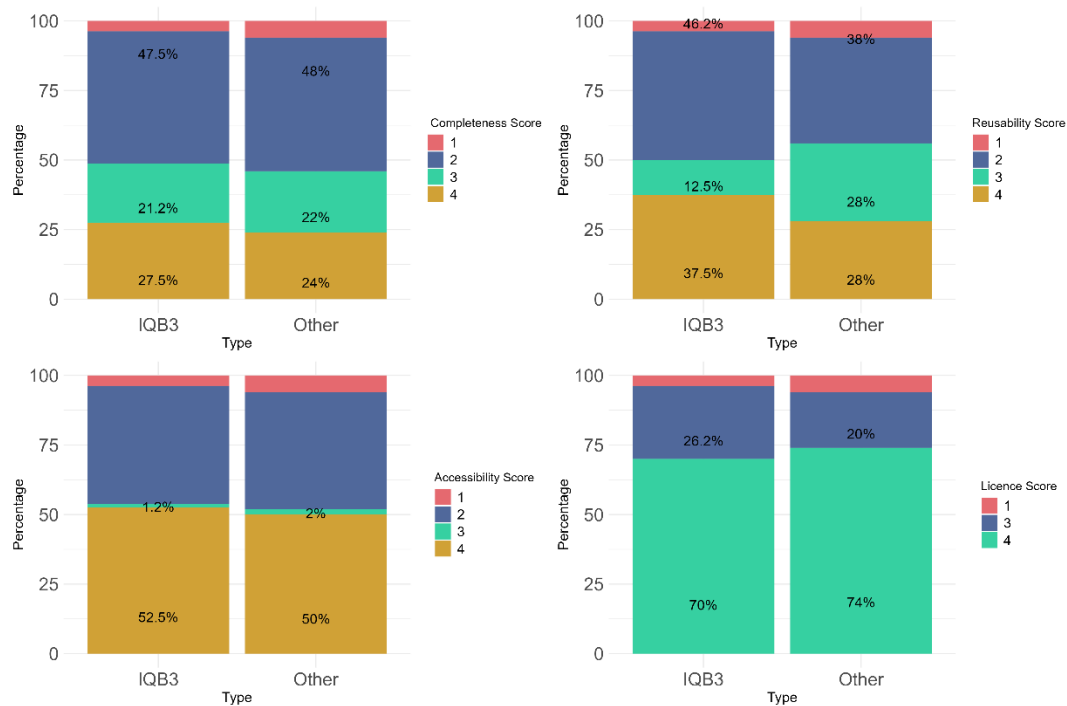 100
75
50
25
0
Percentage
47.5%
48%
21.2%
22%
27.5%
24%
IQB3
Other
Type
Completeness Score
1
2
3
4
100
75
50
25
0
Percentage
46.2%
38%
12.5%
28%
37.5%
28%
IQB3
Other
Type
Reusability Score
1
2
3
4
100
75
50
25
0
Percentage
1.2%
2%
52.5%
50%
IQB3
Other
Type
Accessibility Score
1
2
3
4
100
75
50
25
0
Percentage
26.2%
20%
70%
74%
IQB3
Other
Type
Licence Score
1
3
4